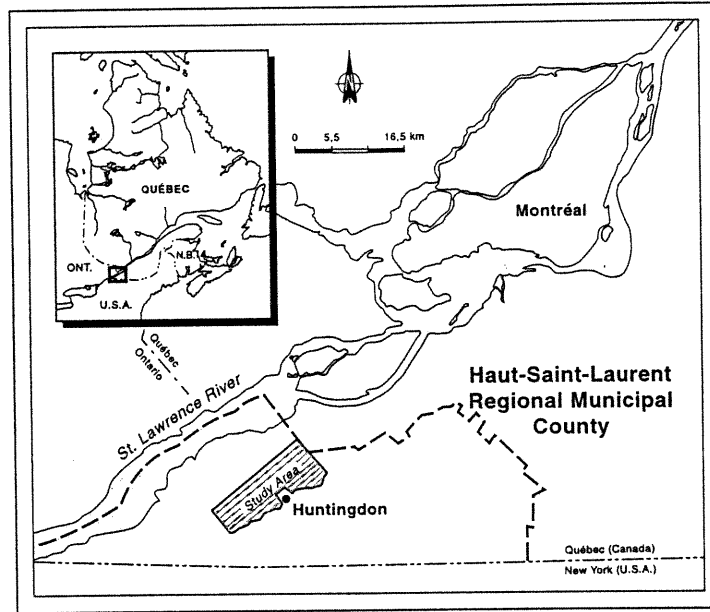 QUÉBEC
ONT.
N.B.
U.S.A.
0 5,5 16,5 km
Montréal
Québec
Ontario
St. Lawrence River
Haut-Saint-Laurent
Regional Municipal
County
Study Area
Huntingdon
Québec (Canada)
New York (U.S.A.)